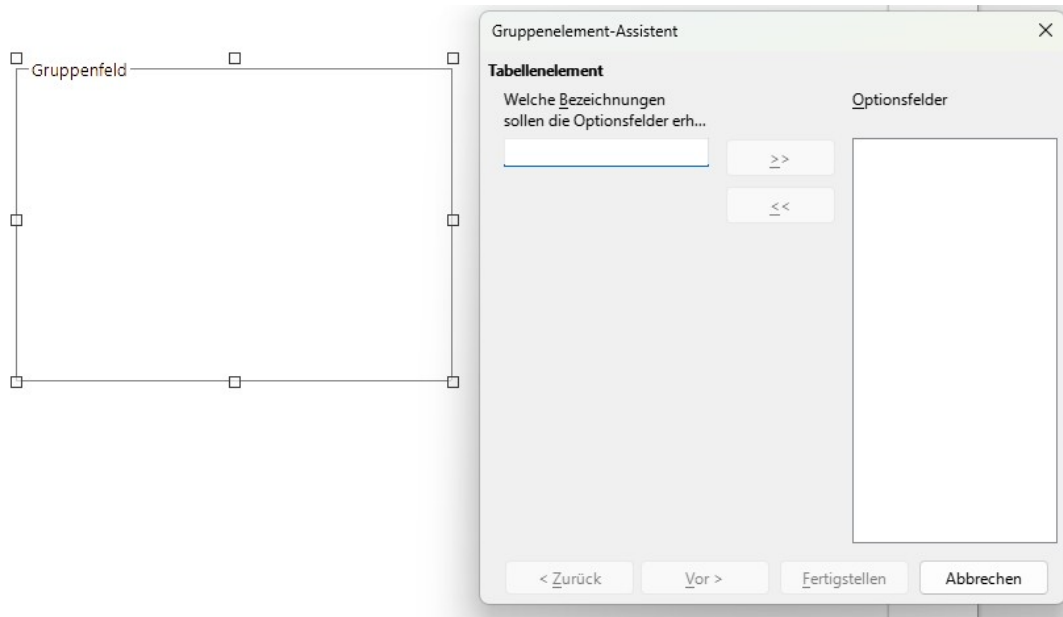 Gruppenfeld
Gruppenelement-Assistent
Tabellenelement
Welche Bezeichnungen
sollen die Optionsfelder erh...
Optionsfelder
>>
<<
< Zurück
Vor >
Fertigstellen
Abbrechen